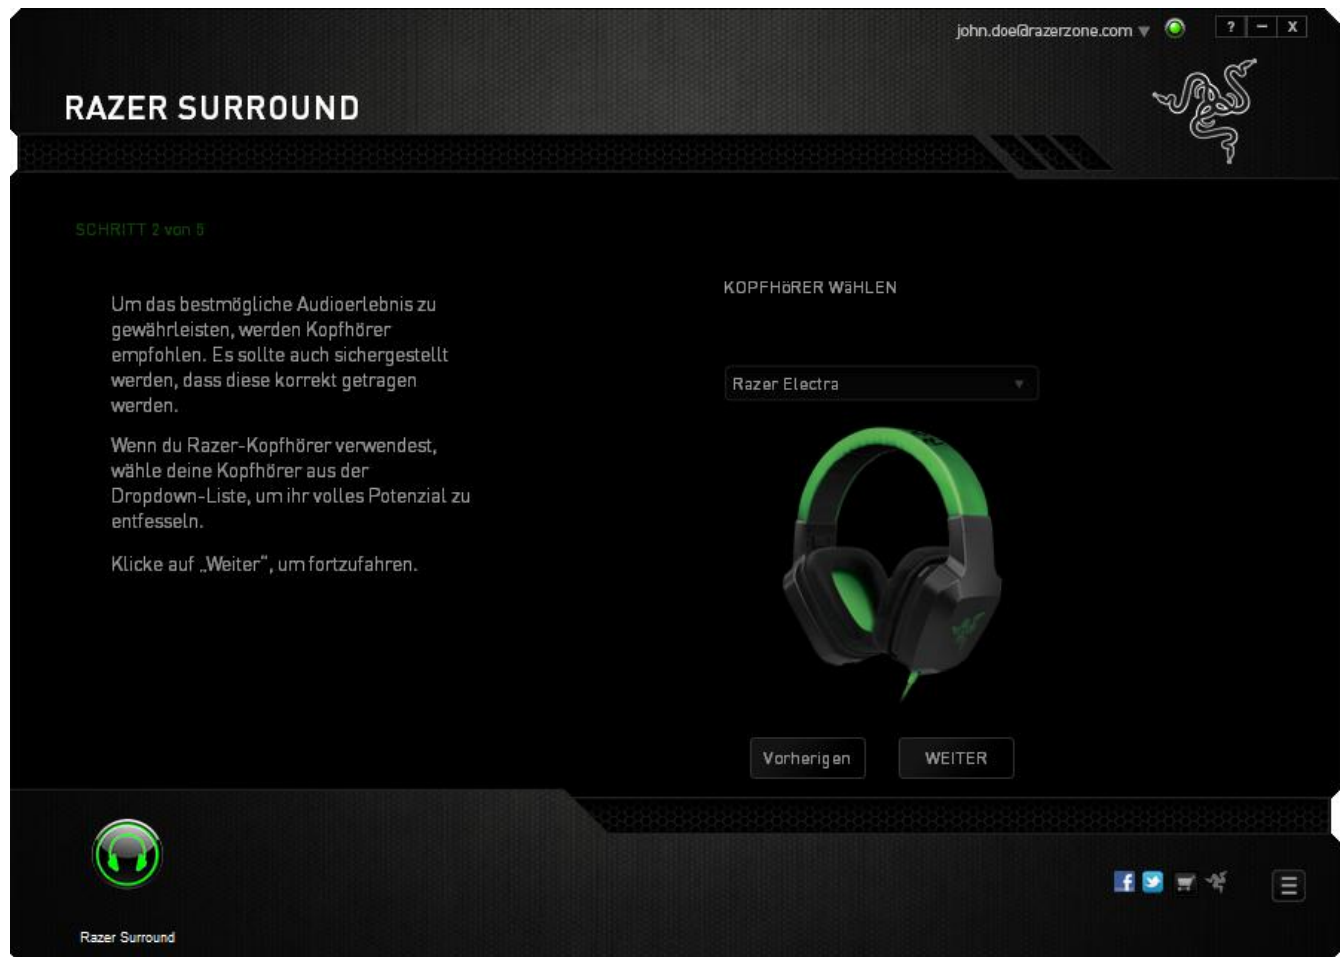 john.doe@razerzone.com
? – X
RAZER SURROUND
SCHRITT 2 von 5
Um das bestmögliche Audioerlebnis zu
gewährleisten, werden Kopfhörer
empfohlen. Es sollte auch sichergestellt
werden, dass diese korrekt getragen
werden.
Wenn du Razer-Kopfhörer verwendest,
wähle deine Kopfhörer aus der
Dropdown-Liste, um ihr volles Potenzial zu
entfesseln.
Klicke auf „Weiter“, um fortzufahren.
KOPFHöRER WäHLEN
Razer Electra
Vorherigen
WEITER
Razer Surround